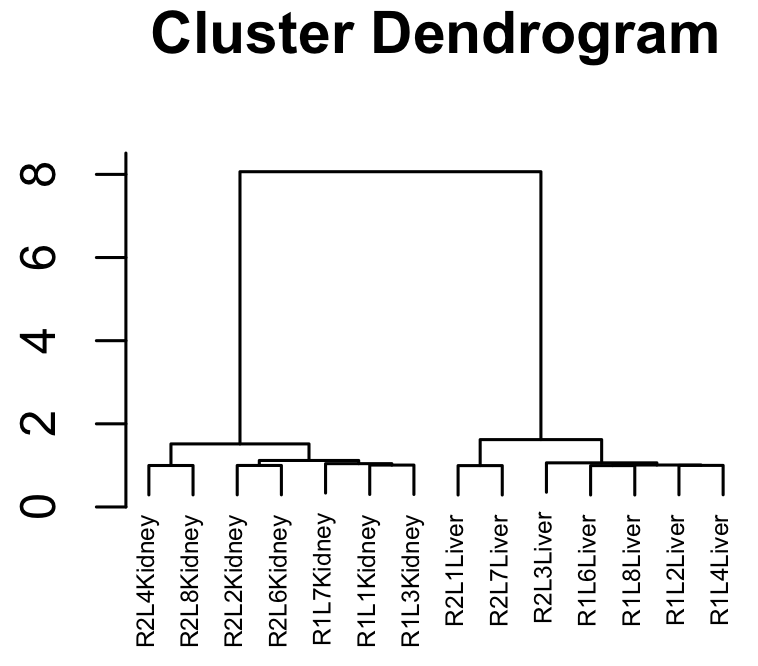 Cluster Dendrogram
8
6
4
2
0
R2L4Kidney
R2L8Kidney
R2L2Kidney
R2L6Kidney
R1L7Kidney
R1L1Kidney
R1L3Kidney
R2L1Liver
R2L7Liver
R2L3Liver
R1L6Liver
R1L8Liver
R1L2Liver
R1L4Liver